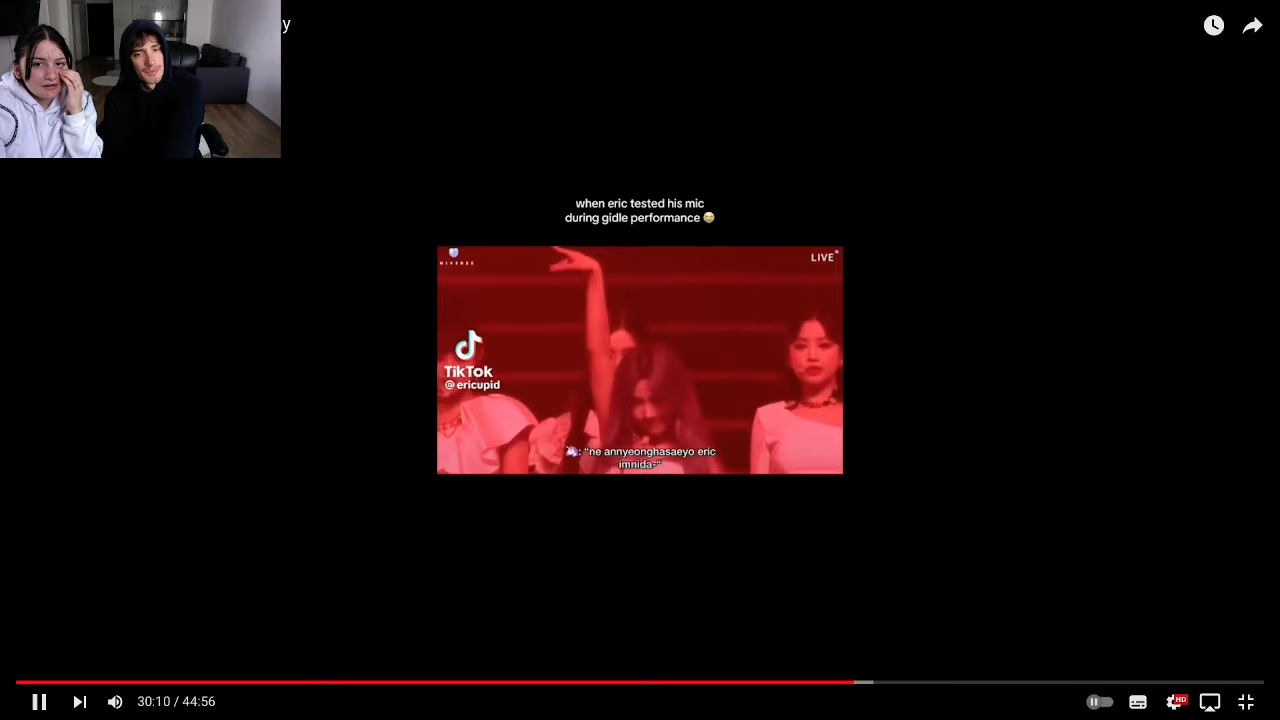 y
when eric tested his mic
during gidle performance 😂
LIVE
TikTok
@ericupid
🦄: "ne annyeonghasaeyo eric
imnida-"
30:10 / 44:56
HD